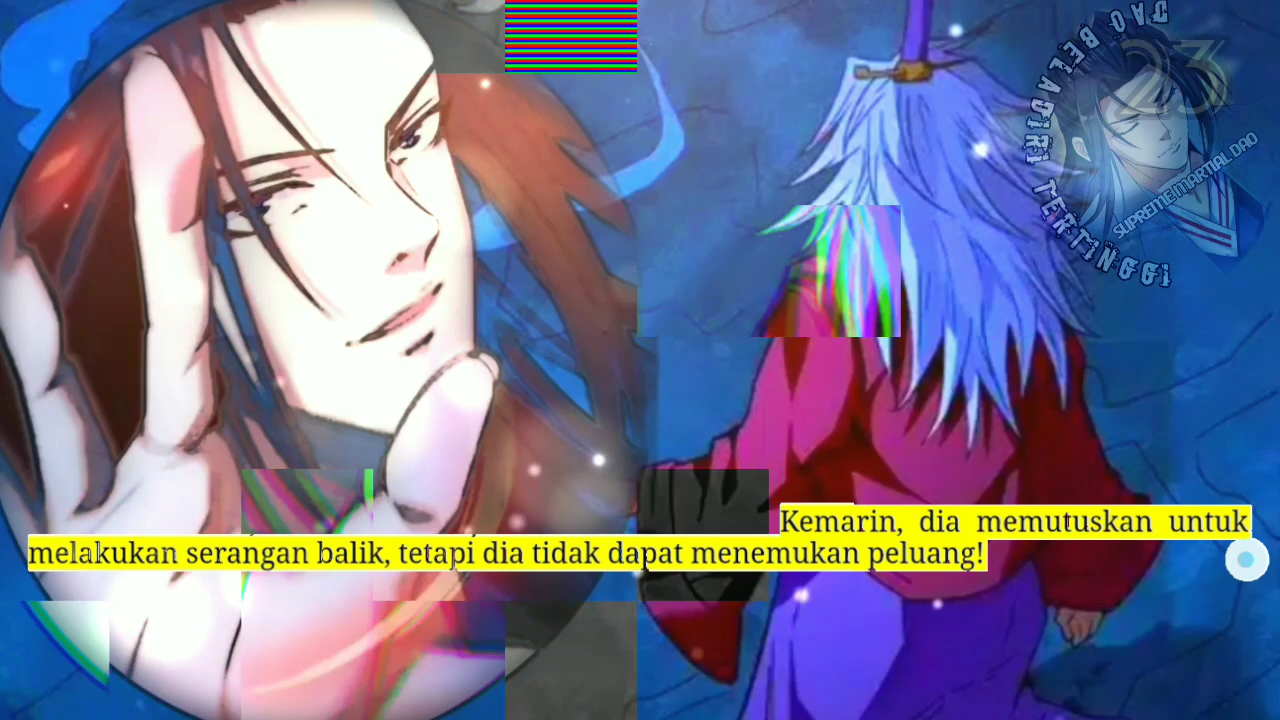 DAO BELADIRI TERTINGGI
23
SUPREME MARTIAL DAO
Kemarin, dia memutuskan untuk
melakukan serangan balik, tetapi dia tidak dapat menemukan peluang!